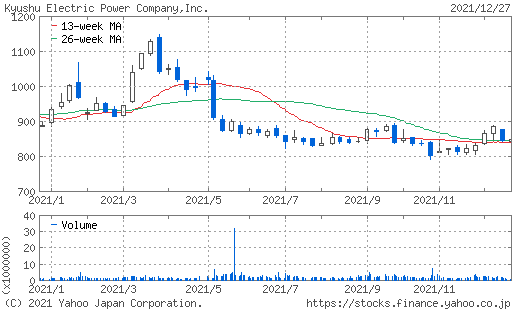 Kyushu Electric Power Company,Inc. 2021/12/27
1200
13-week MA
26-week MA
1100
1000
900
800
700
2021/1 2021/3 2021/5 2021/7 2021/9 2021/11
40
Volume
30
20
10
0
(x1000000)
2021/1 2021/3 2021/5 2021/7 2021/9 2021/11
(C) 2021 Yahoo Japan Corporation. https://stocks.finance.yahoo.co.jp